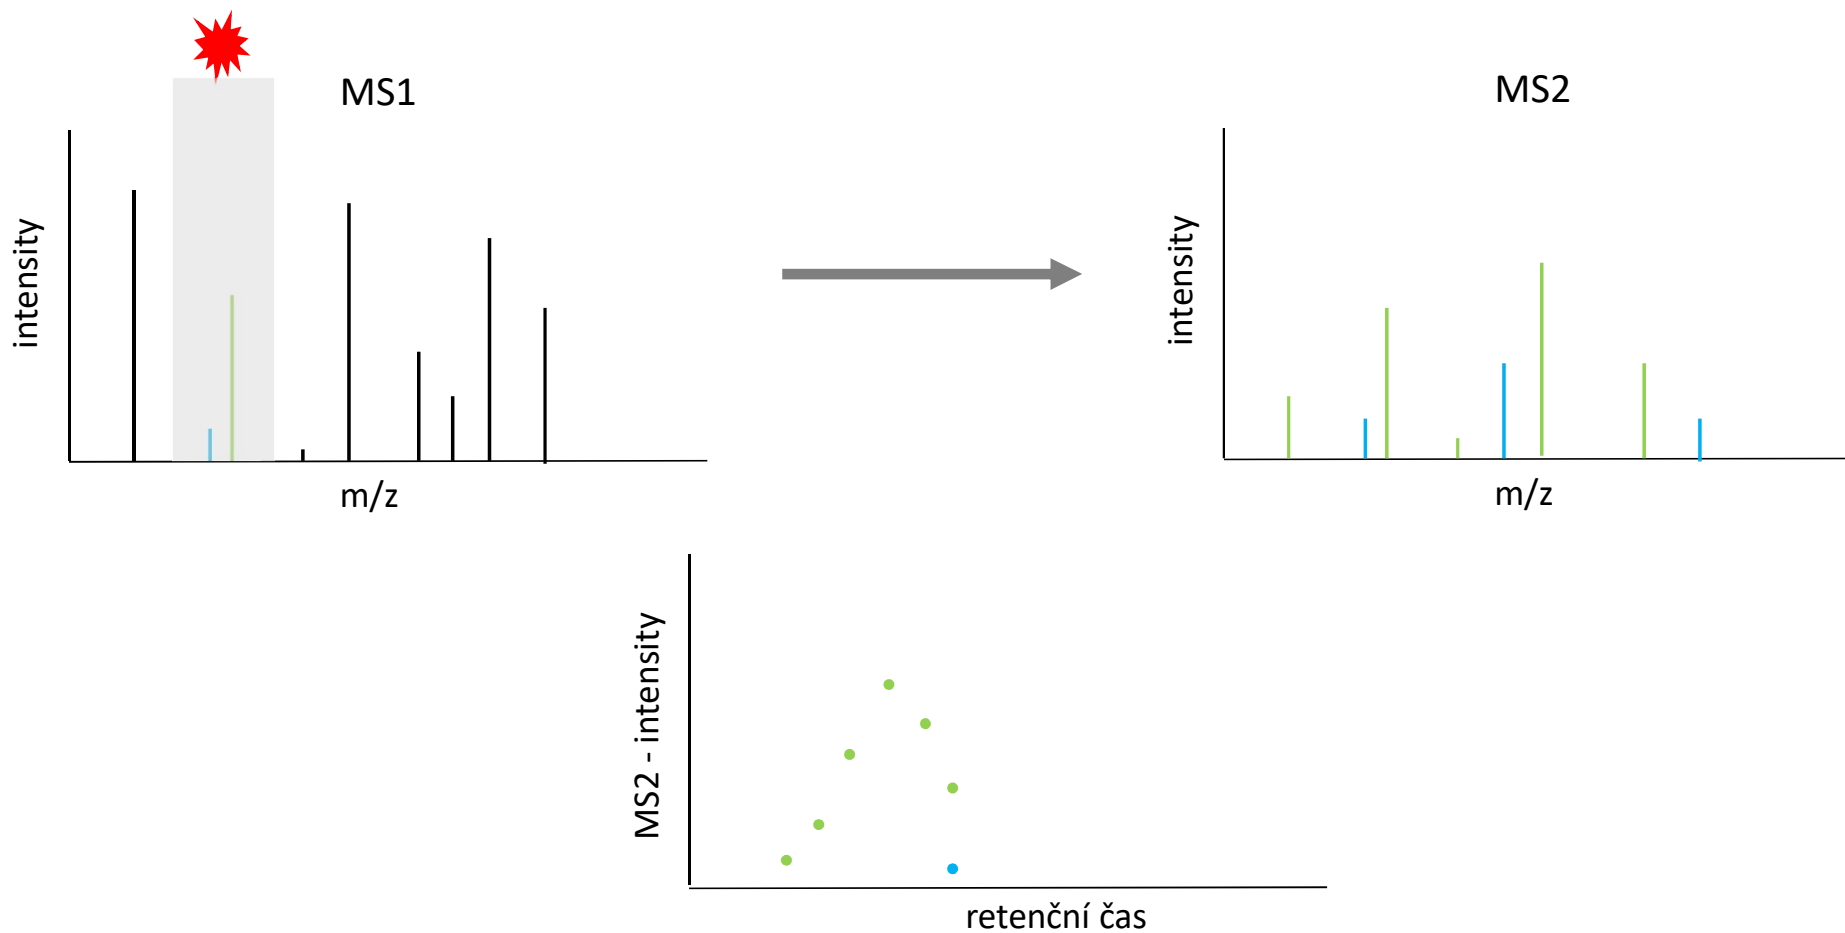 MS1
intensity
m/z
MS2
intensity
m/z
MS2 - intensity
retenční čas